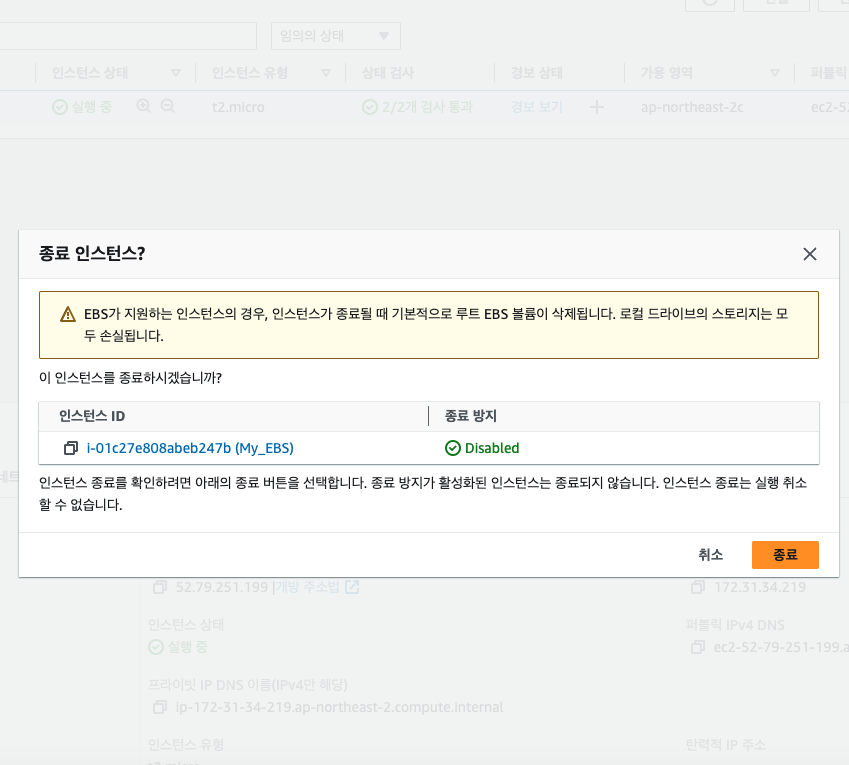 임의의 상태
인스턴스 상태 인스턴스 유형 상태 검사 경보 상태 가용 영역 퍼블릭
실행 중 t2.micro 2/2개 검사 통과 경보 보기 + ap-northeast-2c ec2-52
종료 인스턴스?
EBS가 지원하는 인스턴스의 경우, 인스턴스가 종료될 때 기본적으로 루트 EBS 볼륨이 삭제됩니다. 로컬 드라이브의 스토리지는 모
두 손실됩니다.
이 인스턴스를 종료하시겠습니까?
인스턴스 ID 종료 방지
i-01c27e808abeb247b (My_EBS) Disabled
인스턴스 종료를 확인하려면 아래의 종료 버튼을 선택합니다. 종료 방지가 활성화된 인스턴스는 종료되지 않습니다. 인스턴스 종료는 실행 취소
할 수 없습니다.
취소 종료
52.79.251.199 |개방 주소법 172.31.34.219
인스턴스 상태 퍼블릭 IPv4 DNS
실행 중 ec2-52-79-251-199.a
프라이빗 IP DNS 이름(IPv4만 해당)
ip-172-31-34-219.ap-northeast-2.compute.internal
인스턴스 유형 탄력적 IP 주소
t2.micro